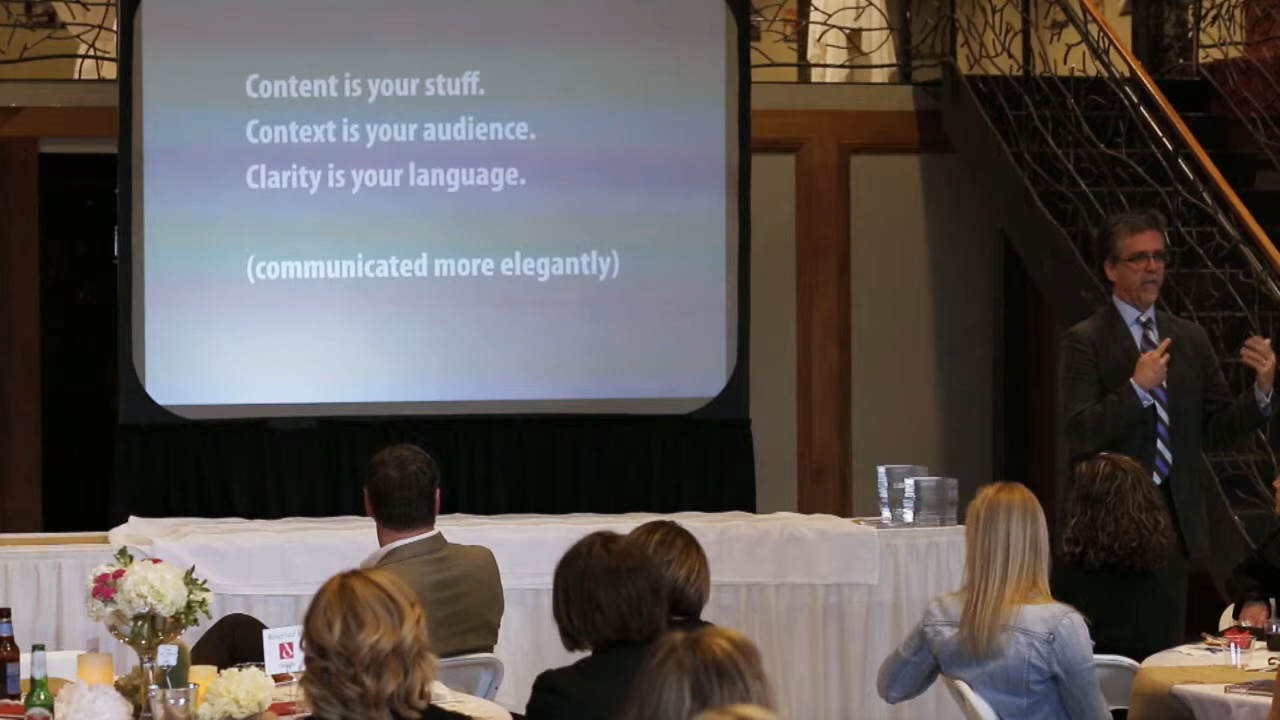 Content is your stuff.
Context is your audience.
Clarity is your language.
(communicated more elegantly)